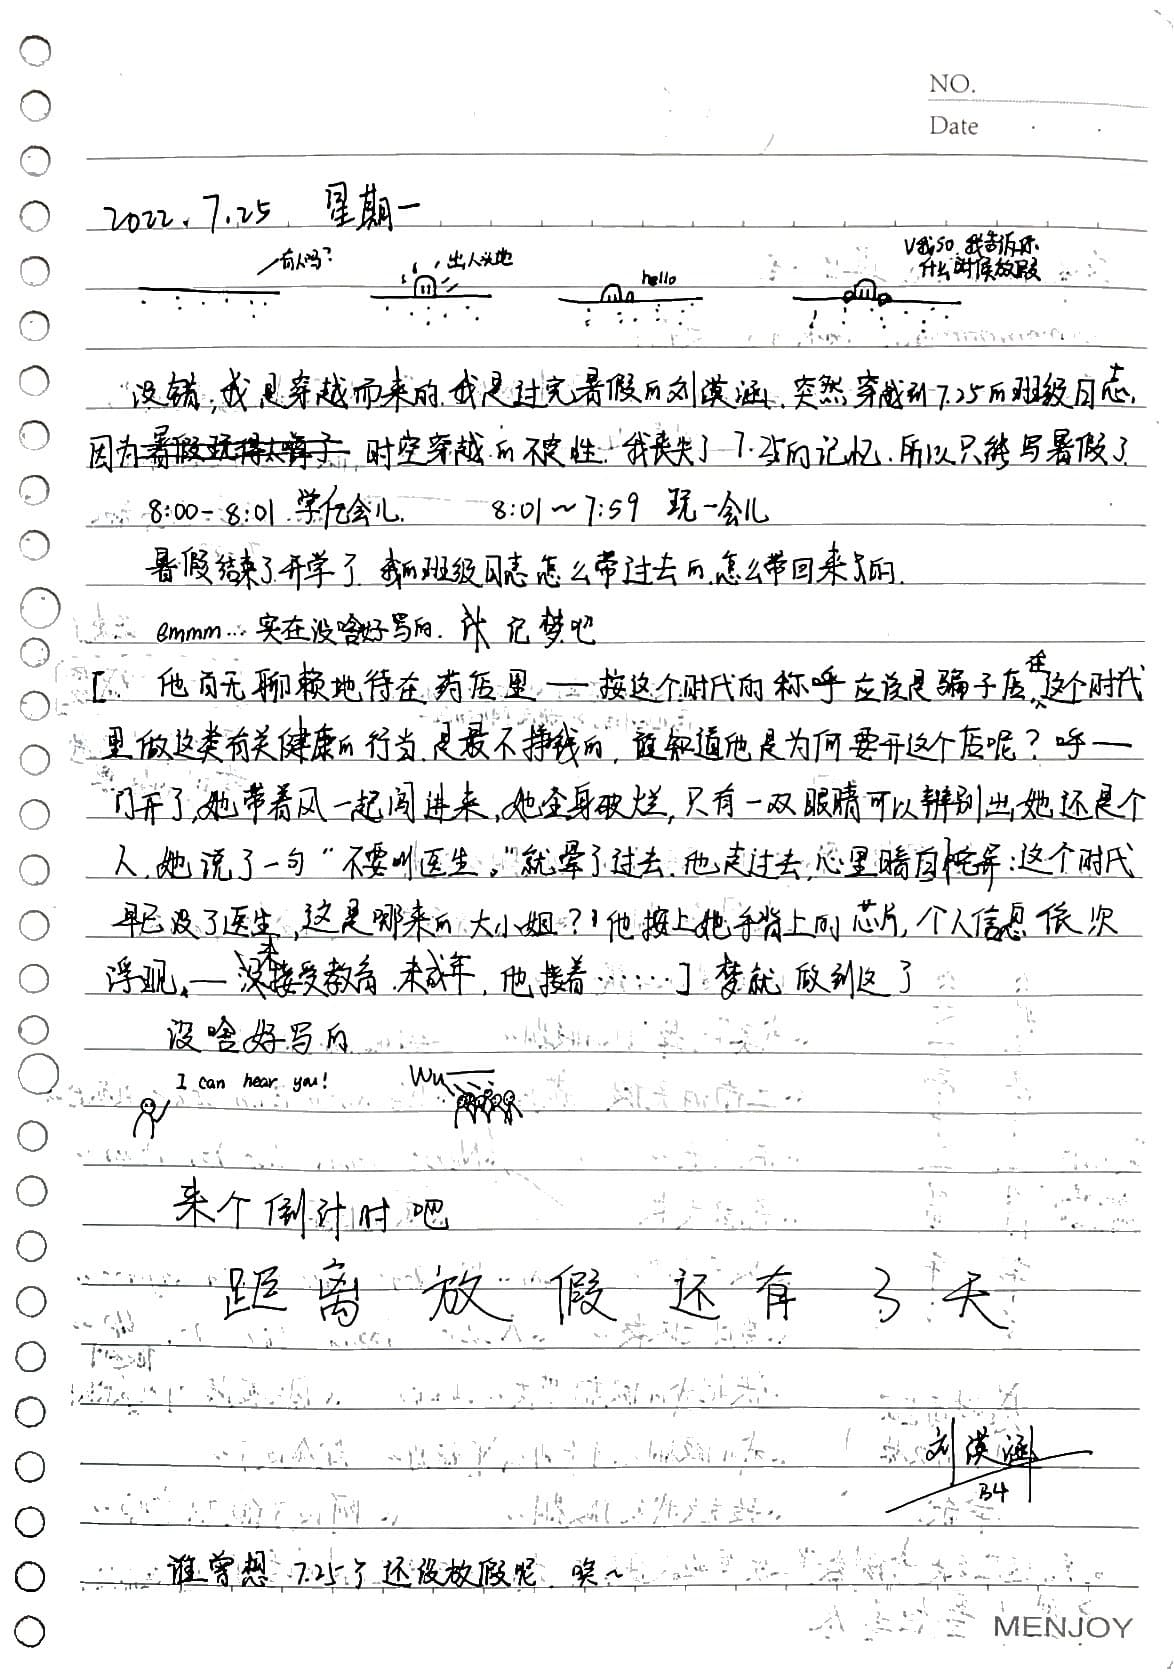 NO.
Date
2022.7.25 星期一
有人吗?
出人头地
hello
V我50.我告诉你
什么时候放假
没错,我是穿越而来的.我是过完暑假的刘漠涵.突然穿越到7.25的班级日志,
因为暑假玩得太嗨了,时空穿越的不定性.我丧失了7.25的记忆.所以只能写暑假了
8:00-8:01.学亿会儿. 8:01~7:59 玩一会儿
暑假结束了.开学了.我的班级日志怎么带过去的.怎么带回来的.
emmm...实在没啥好写的. 记梦吧
[. 他百无聊赖地待在药店里——按这个时代的称呼应该是骗子店.在这个时代
里做这类有关健康的行当.是最不挣钱的,谁知道他是为何要开这个店呢?呼——
门开了,她带着风一起闯进来,她全身破烂,只有一双眼睛可以辨别出她还是个
人.她说了一句“不要叫医生。”就晕了过去.他走过去,心里暗自诧异:这个时代
早已没了医生,这是哪来的大小姐?!他按上她手背上的芯片,个人信息依次
浮现、——未接受教育.未成年,他接着……]梦就做到这了
没啥好写的
I can hear you!
Wu——
来个倒计时吧
距离放假还有3天
刘漠涵
34
谁曾想 7.25了还没放假呢.唉~
MENJOY